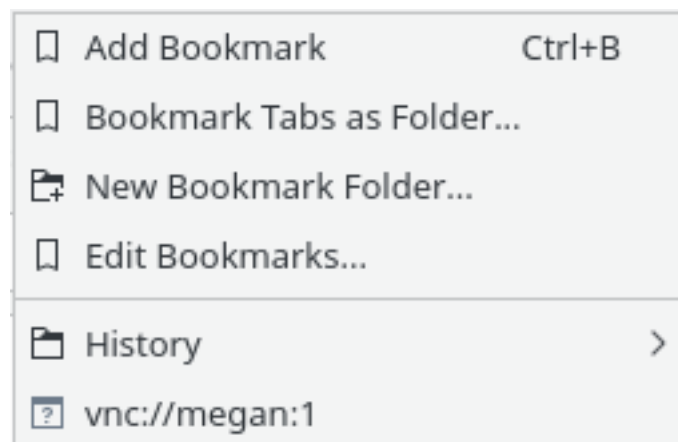 Add Bookmark Ctrl+B
Bookmark Tabs as Folder...
New Bookmark Folder...
Edit Bookmarks...
History
vnc://megan:1